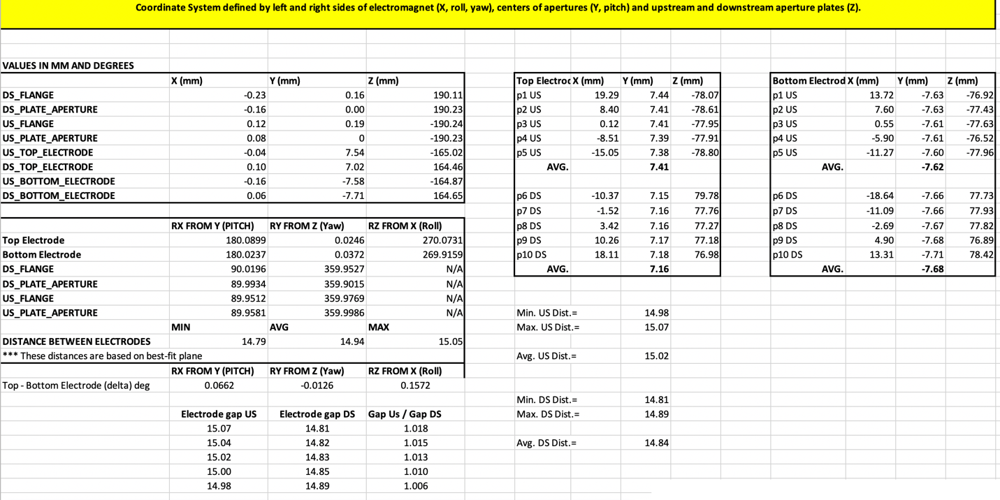 Coordinate System defined by left and right sides of electromagnet (X, roll, yaw), centers of apertures (Y, pitch) and upstream and downstream aperture plates (Z).
VALUES IN MM AND DEGREES
X (mm) Y (mm) Z (mm)
DS_FLANGE -0.23 0.16 190.11
DS_PLATE_APERTURE -0.16 0.00 190.23
US_FLANGE 0.12 0.19 -190.24
US_PLATE_APERTURE 0.08 0 -190.23
US_TOP_ELECTRODE -0.04 7.54 -165.02
DS_TOP_ELECTRODE 0.10 7.02 164.46
US_BOTTOM_ELECTRODE -0.16 -7.58 -164.87
DS_BOTTOM_ELECTRODE 0.06 -7.71 164.65
RX FROM Y (PITCH) RY FROM Z (Yaw) RZ FROM X (Roll)
Top Electrode 180.0899 0.0246 270.0731
Bottom Electrode 180.0237 0.0372 269.9159
DS_FLANGE 90.0196 359.9527 N/A
DS_PLATE_APERTURE 89.9934 359.9015 N/A
US_FLANGE 89.9512 359.9769 N/A
US_PLATE_APERTURE 89.9581 359.9986 N/A
MIN AVG MAX
DISTANCE BETWEEN ELECTRODES 14.79 14.94 15.05
*** These distances are based on best-fit plane
RX FROM Y (PITCH) RY FROM Z (Yaw) RZ FROM X (Roll)
Top - Bottom Electrode (delta) deg 0.0662 -0.0126 0.1572
Electrode gap US Electrode gap DS Gap Us / Gap DS
15.07 14.81 1.018
15.04 14.82 1.015
15.02 14.83 1.013
15.00 14.85 1.010
14.98 14.89 1.006
Top Electroc X (mm) Y (mm) Z (mm)
p1 US 19.29 7.44 -78.07
p2 US 8.40 7.41 -78.61
p3 US 0.12 7.41 -77.95
p4 US -8.51 7.39 -77.91
p5 US -15.05 7.38 -78.80
AVG. 7.41
p6 DS -10.37 7.15 79.78
p7 DS -1.52 7.16 77.76
p8 DS 3.42 7.16 77.27
p9 DS 10.26 7.17 77.18
p10 DS 18.11 7.18 76.98
AVG. 7.16
Min. US Dist.= 14.98
Max. US Dist.= 15.07
Avg. US Dist.= 15.02
Min. DS Dist.= 14.81
Max. DS Dist.= 14.89
Avg. DS Dist.= 14.84
Bottom Electrod X (mm) Y (mm) Z (mm)
p1 US 13.72 -7.63 -76.92
p2 US 7.60 -7.63 -77.43
p3 US 0.55 -7.61 -77.63
p4 US -5.90 -7.61 -76.52
p5 US -11.27 -7.60 -77.96
AVG. -7.62
p6 DS -18.64 -7.66 77.73
p7 DS -11.09 -7.66 77.93
p8 DS -2.69 -7.67 77.82
p9 DS 4.90 -7.68 76.89
p10 DS 13.31 -7.71 78.42
AVG. -7.68